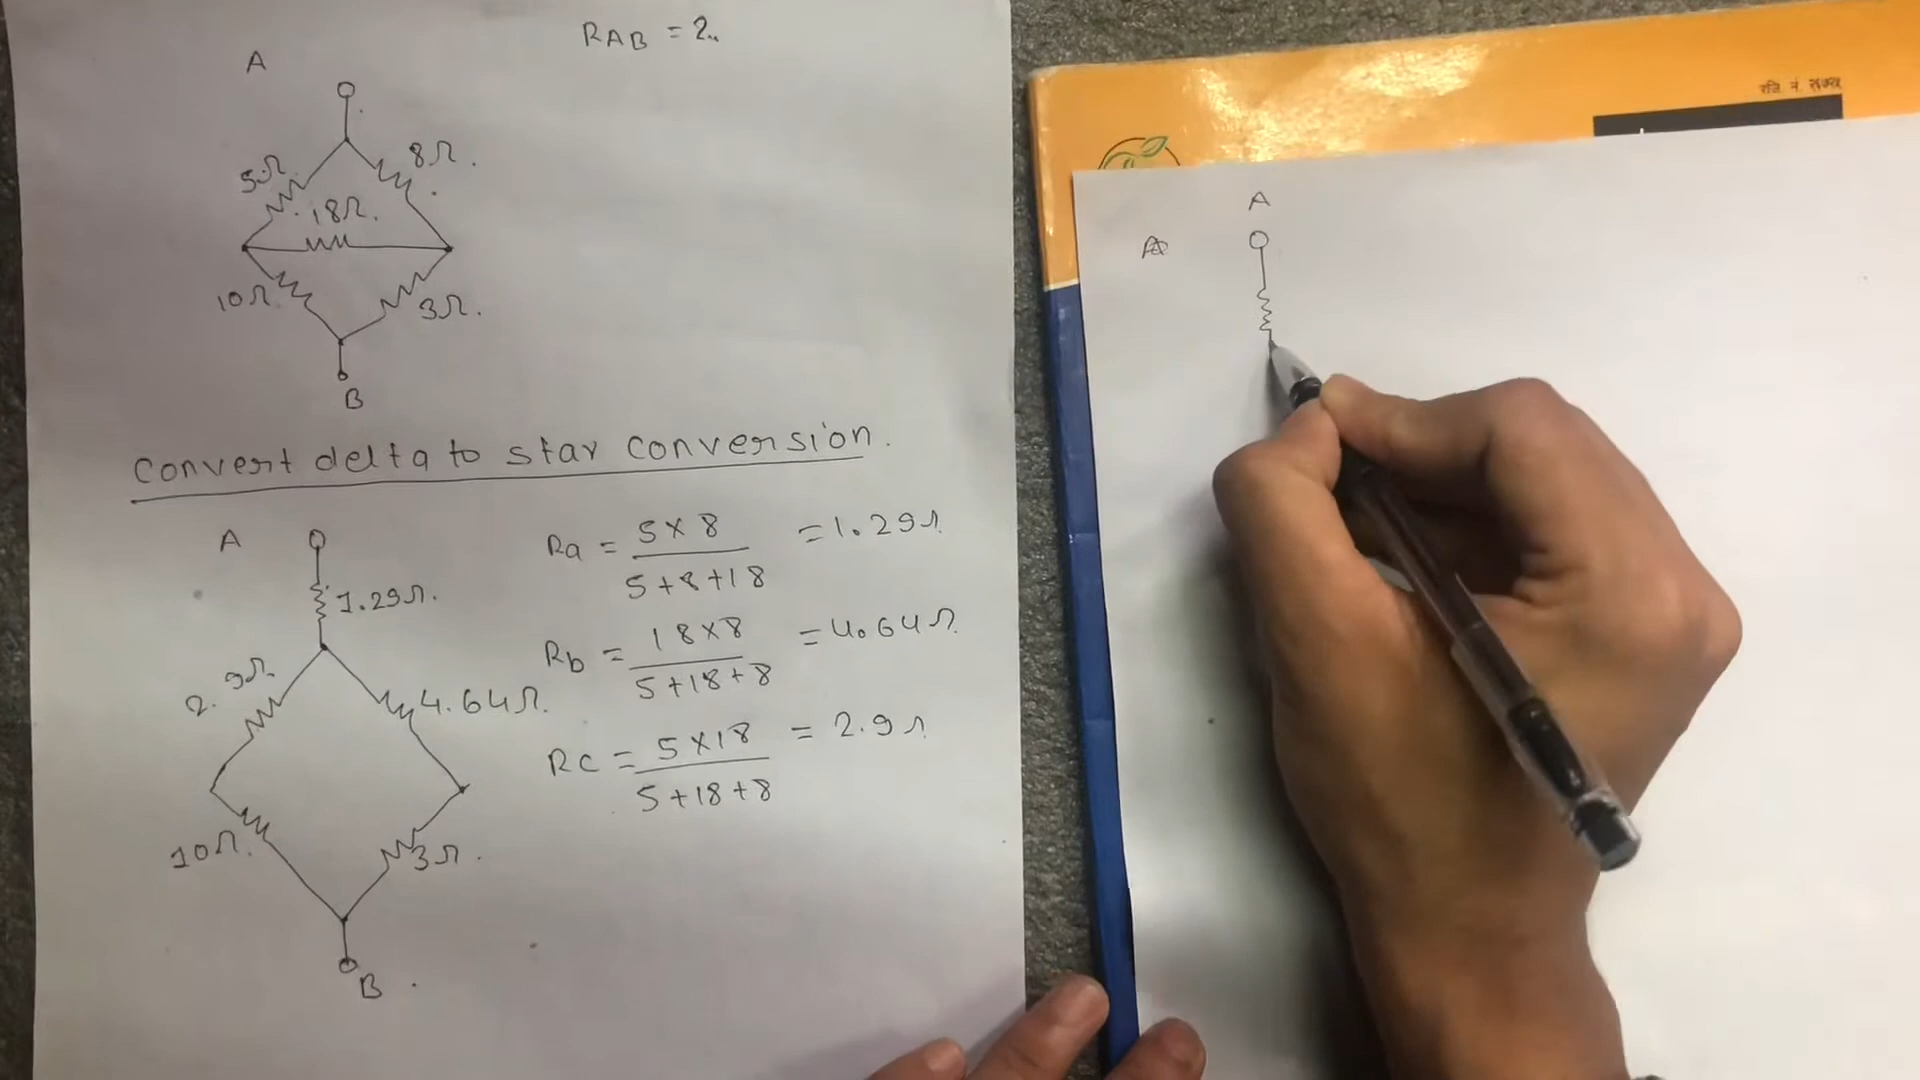 RAB = 2..
A
5Ω
8Ω.
18Ω.
10Ω
3Ω.
B
Convert delta to star conversion.
A
1.29Ω.
2.9Ω
4.64Ω.
10Ω.
3Ω.
B.
Ra = 5 × 8 / 5+8+18 = 1.29Ω
Rb = 18×8 / 5+18+8 = 4.64Ω
Rc = 5×18 / 5+18+8 = 2.9Ω
A